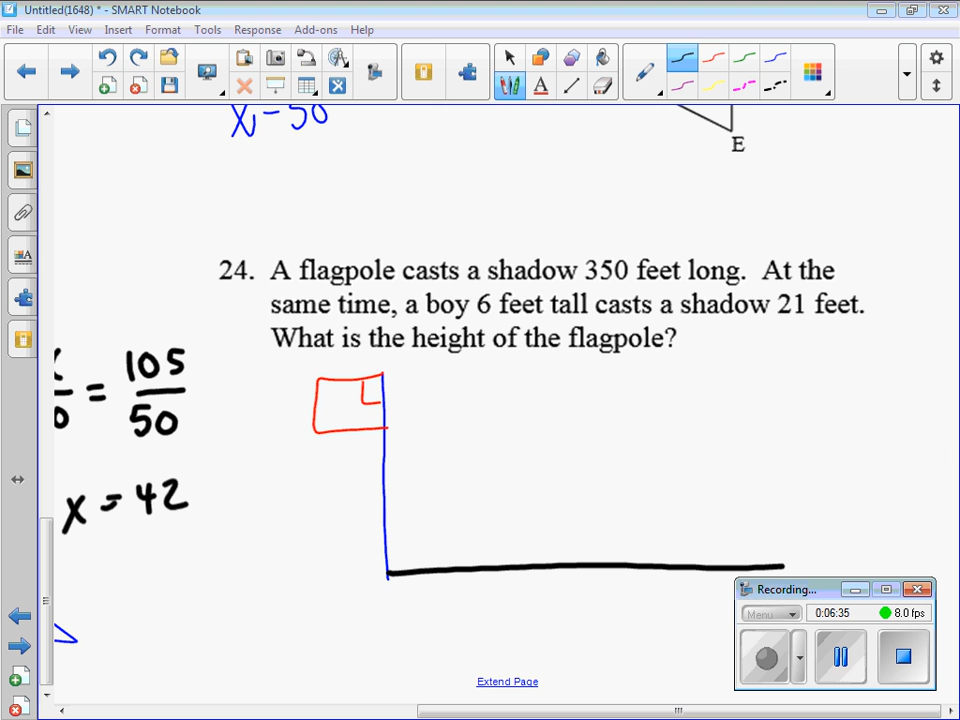 Untitled(1648) * - SMART Notebook
File Edit View Insert Format Tools Response Add-ons Help
x = 50
E
24. A flagpole casts a shadow 350 feet long. At the
same time, a boy 6 feet tall casts a shadow 21 feet.
What is the height of the flagpole?
= 105
50
x = 42
Recording...
Menu
0:06:35
8.0 fps
Extend Page